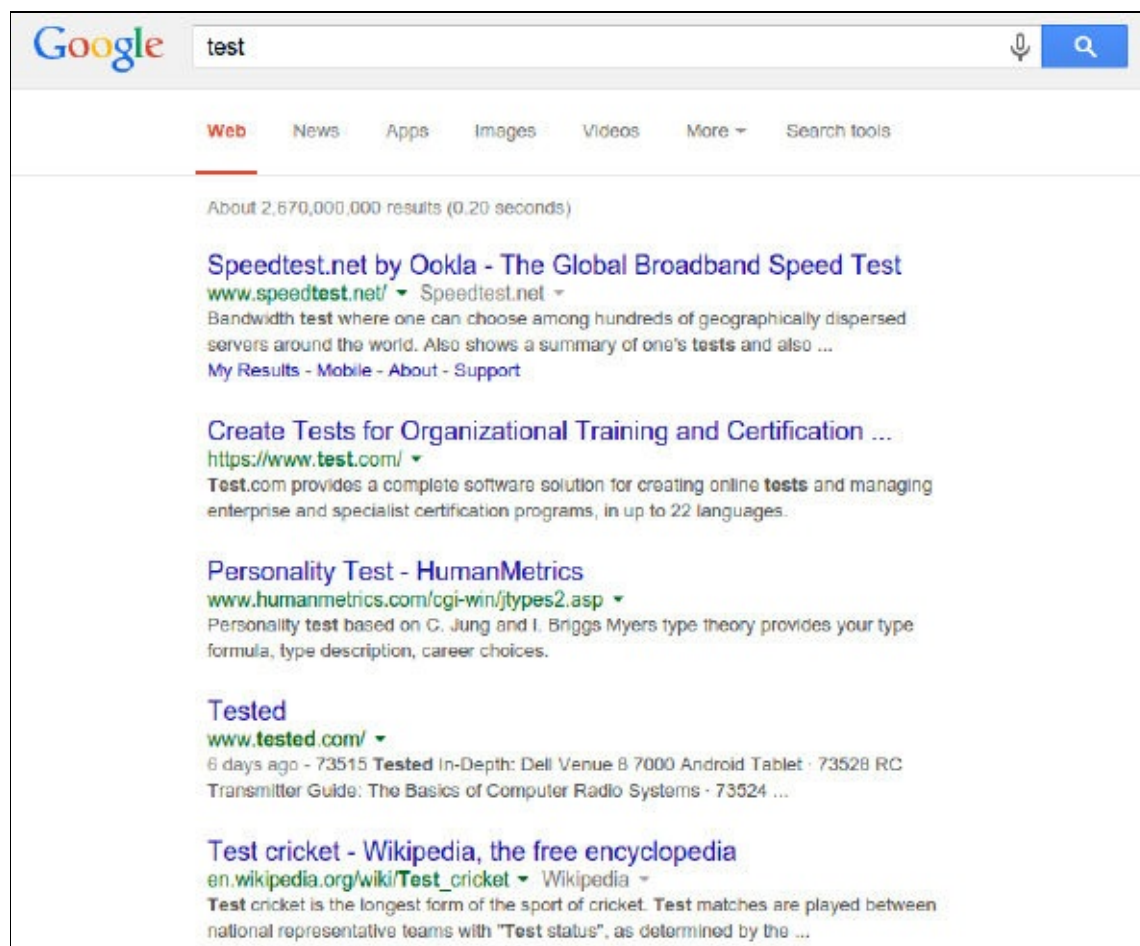 Google test
Web News Apps Images Videos More Search tools
About 2,670,000,000 results (0.20 seconds)
Speedtest.net by Ookla - The Global Broadband Speed Test
www.speedtest.net/ Speedtest.net
Bandwidth test where one can choose among hundreds of geographically dispersed
servers around the world. Also shows a summary of one's tests and also ...
My Results - Mobile - About - Support
Create Tests for Organizational Training and Certification ...
https://www.test.com/
Test.com provides a complete software solution for creating online tests and managing
enterprise and specialist certification programs, in up to 22 languages.
Personality Test - HumanMetrics
www.humanmetrics.com/cgi-win/jtypes2.asp
Personality test based on C. Jung and I. Briggs Myers type theory provides your type
formula, type description, career choices.
Tested
www.tested.com/
6 days ago - 73515 Tested In-Depth: Dell Venue 8 7000 Android Tablet · 73528 RC
Transmitter Guide: The Basics of Computer Radio Systems · 73524 ...
Test cricket - Wikipedia, the free encyclopedia
en.wikipedia.org/wiki/Test_cricket Wikipedia
Test cricket is the longest form of the sport of cricket. Test matches are played between
national representative teams with "Test status", as determined by the ...